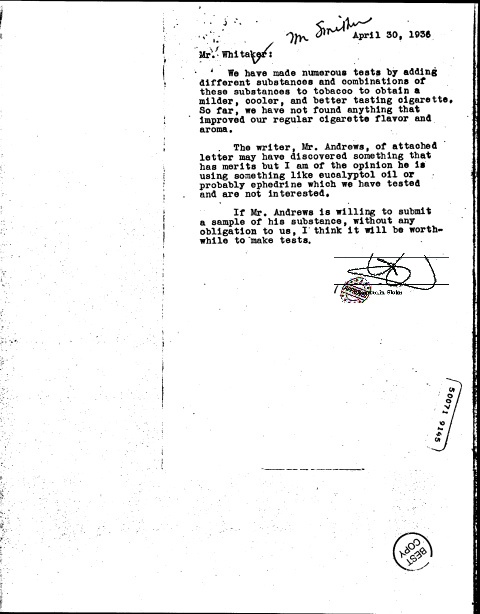 Mr Smither
April 30, 1936
Mr. Whitaker:
We have made numerous tests by adding
different substances and combinations of
these substances to tobacco to obtain a
milder, cooler, and better tasting cigarette.
So far, we have not found anything that
improved our regular cigarette flavor and
aroma.
The writer, Mr. Andrews, of attached
letter may have discovered something that
has merits but I am of the opinion he is
using something like eucalyptol oil or
probably ephedrine which we have tested
and are not interested.
If Mr. Andrews is willing to submit
a sample of his substance, without any
obligation to us, I think it will be worth-
while to make tests.
50071 9145
BEST
COPY